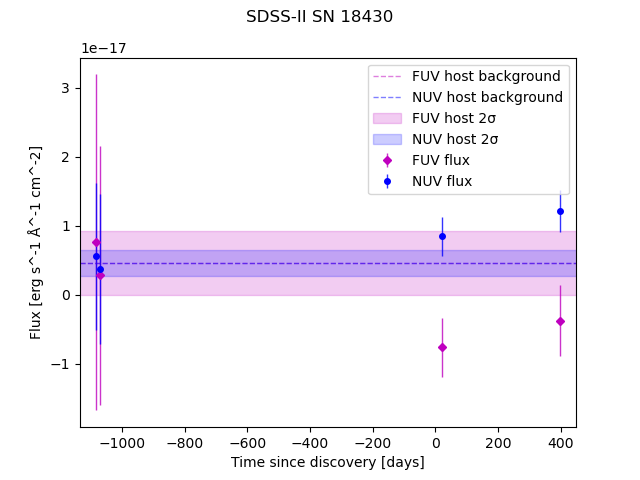 SDSS-II SN 18430
1e−17
FUV host background
NUV host background
FUV host 2σ
NUV host 2σ
FUV flux
NUV flux
3
2
1
0
−1
Flux [erg s^-1 Å^-1 cm^-2]
−1000
−800
−600
−400
−200
0
200
400
Time since discovery [days]